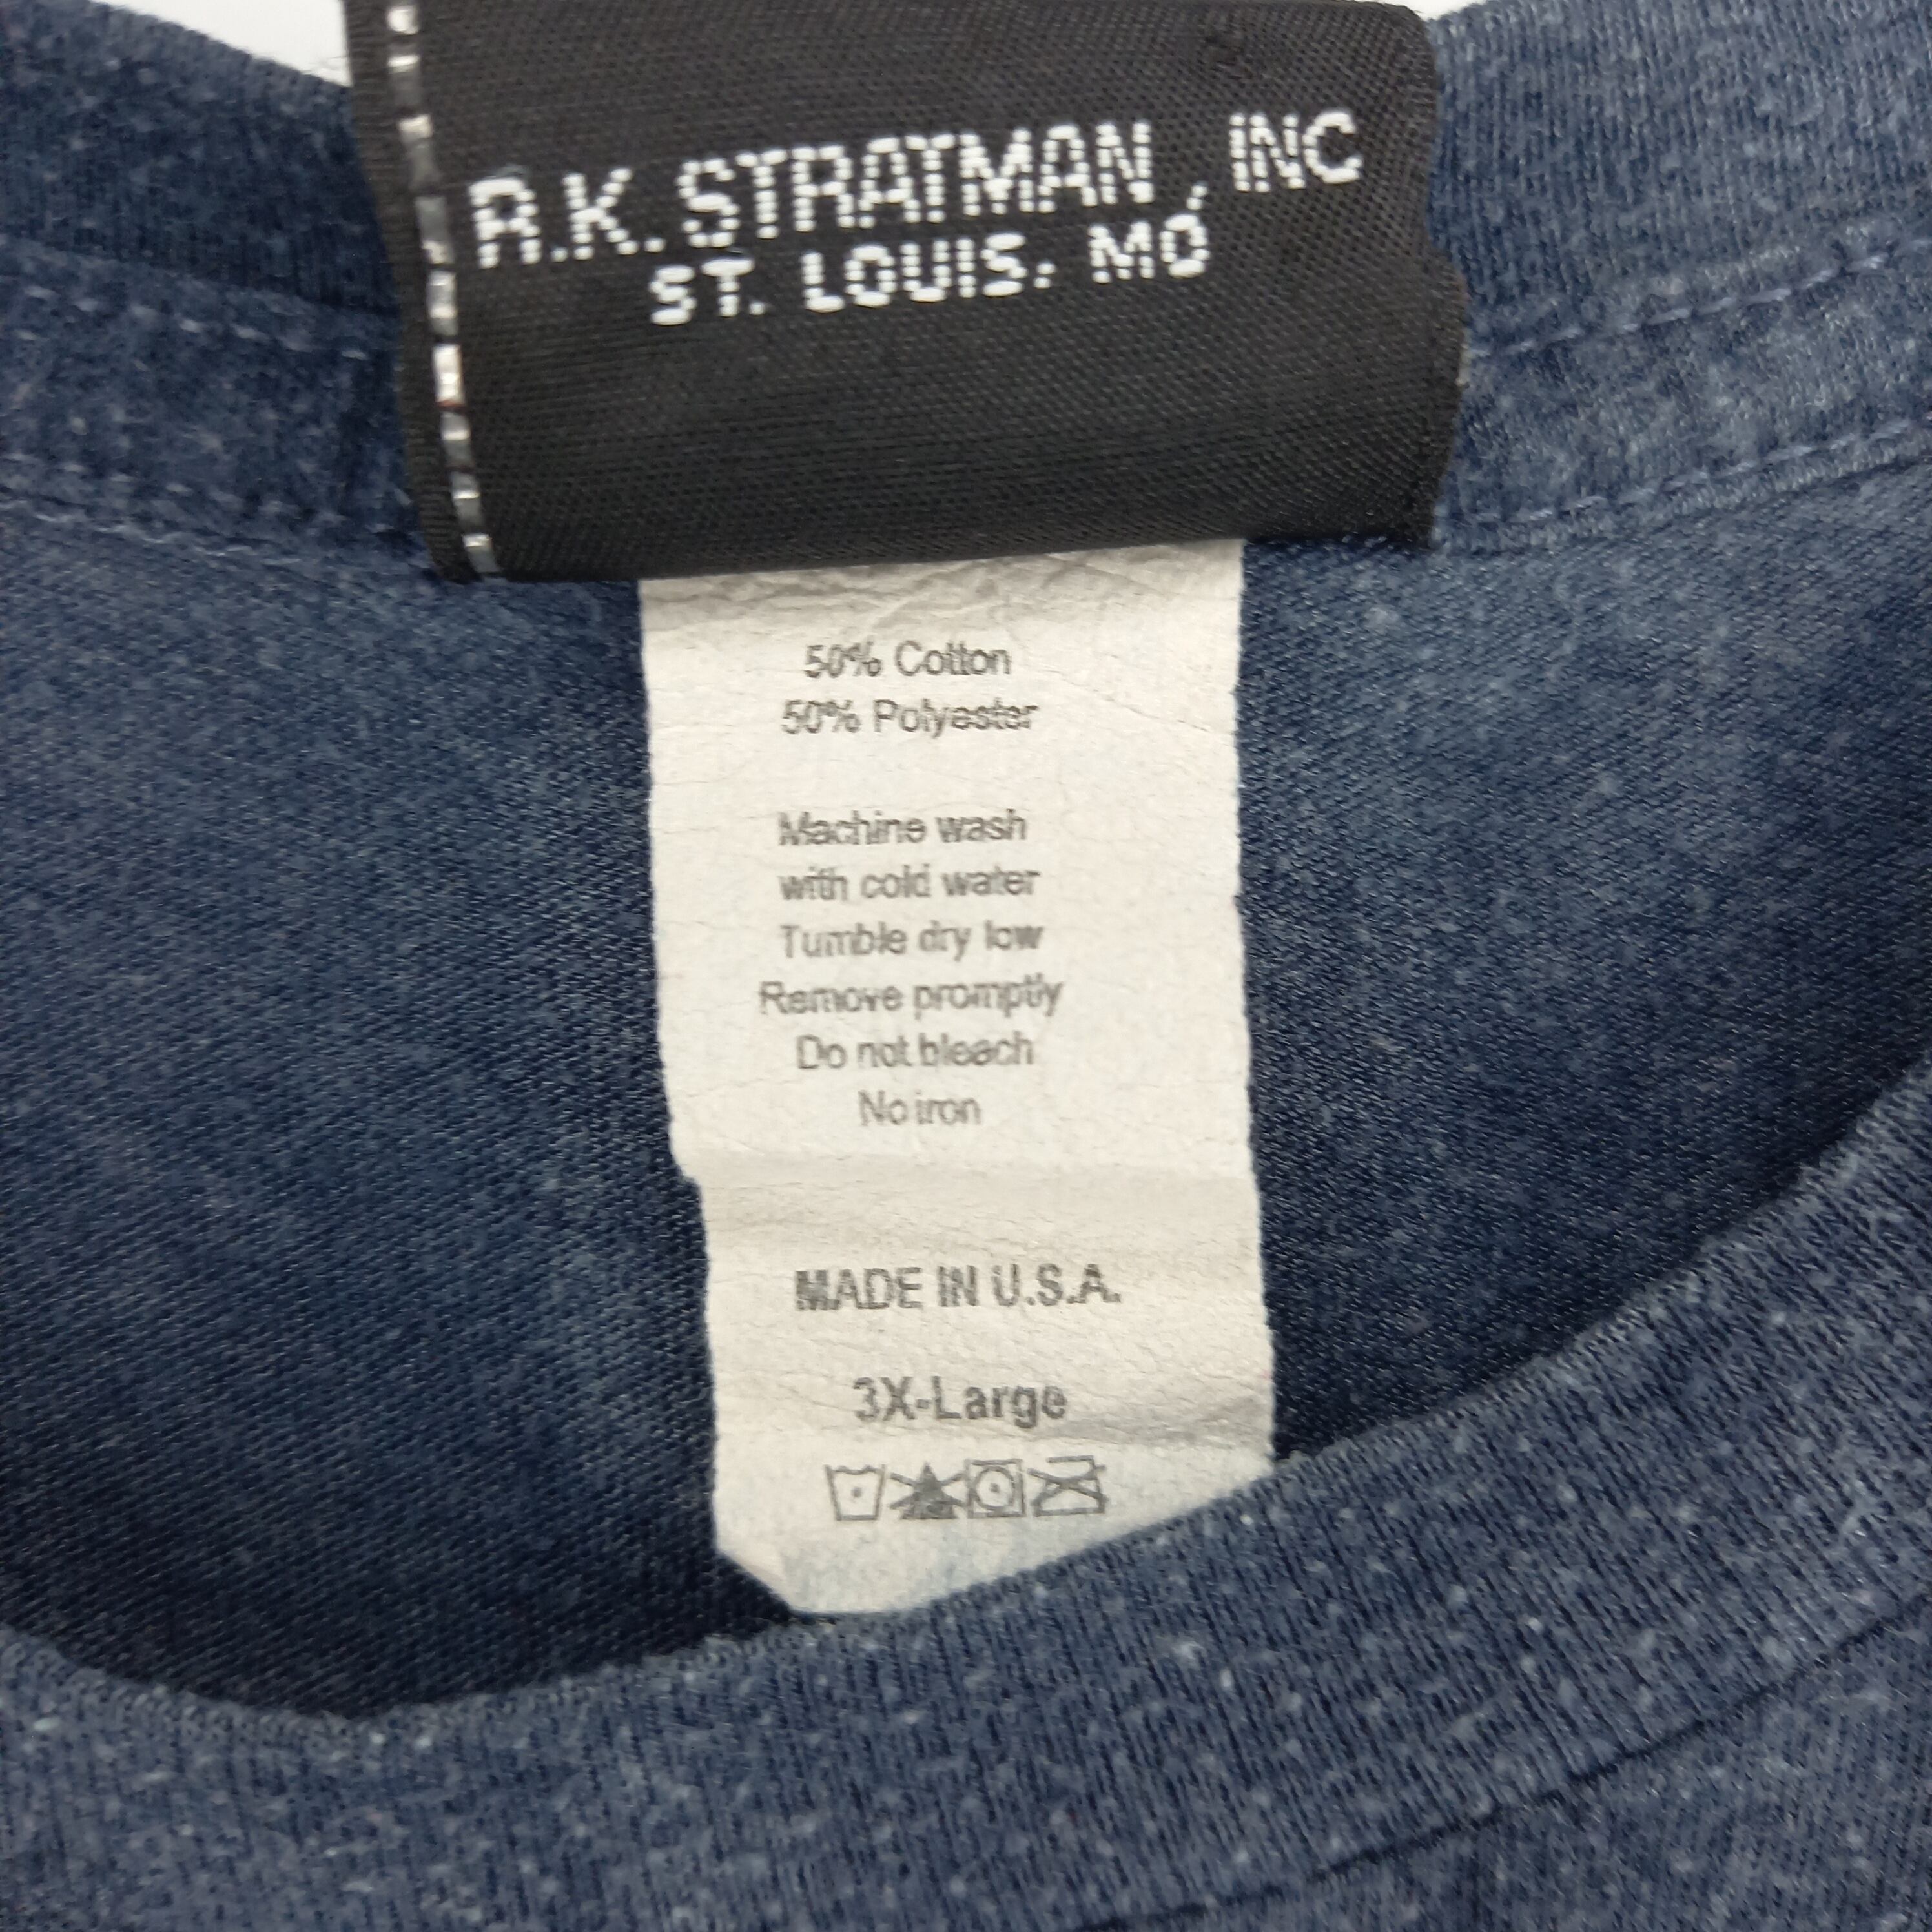 R.K. STRATMAN, INC
ST. LOUIS, MO
50% Cotton
50% Polyester
Machine wash
with cold water
Tumble dry low
Remove promptly
Do not bleach
No iron
MADE IN U.S.A.
3X-Large